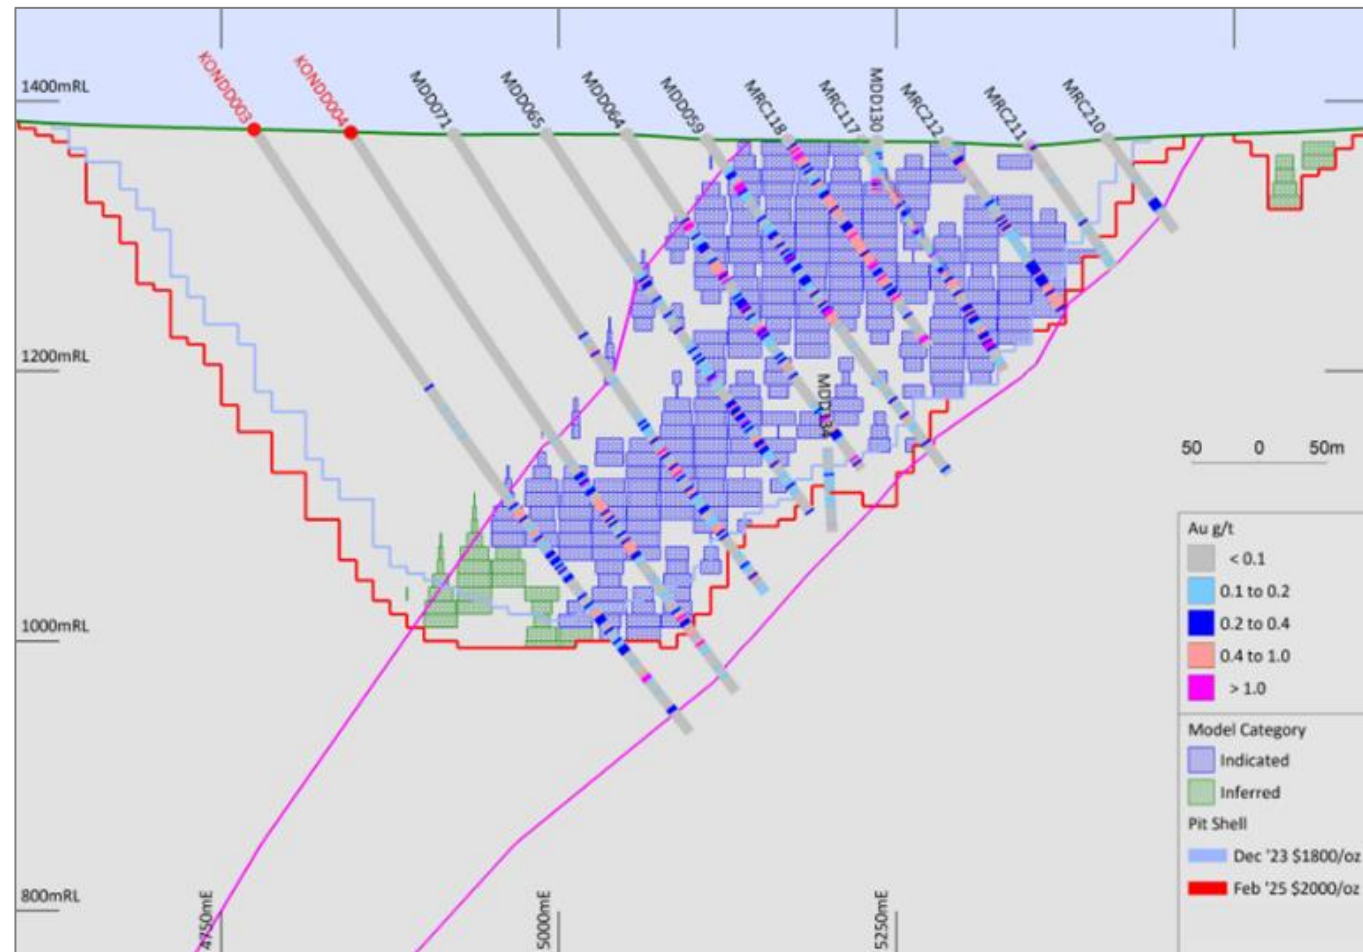 KONDD003
KONDD004
MDD071
MDD065
MDD064
MDD059
MRC118
MRC117
MDD130
MRC212
MRC211
MRC210
1400mRL
1200mRL
MDD134
50 0 50m
Au g/t
< 0.1
0.1 to 0.2
0.2 to 0.4
0.4 to 1.0
> 1.0
1000mRL
Model Category
Indicated
Inferred
Pit Shell
Dec '23 $1800/oz
Feb '25 $2000/oz
800mRL
4750mE
5000mE
5250mE